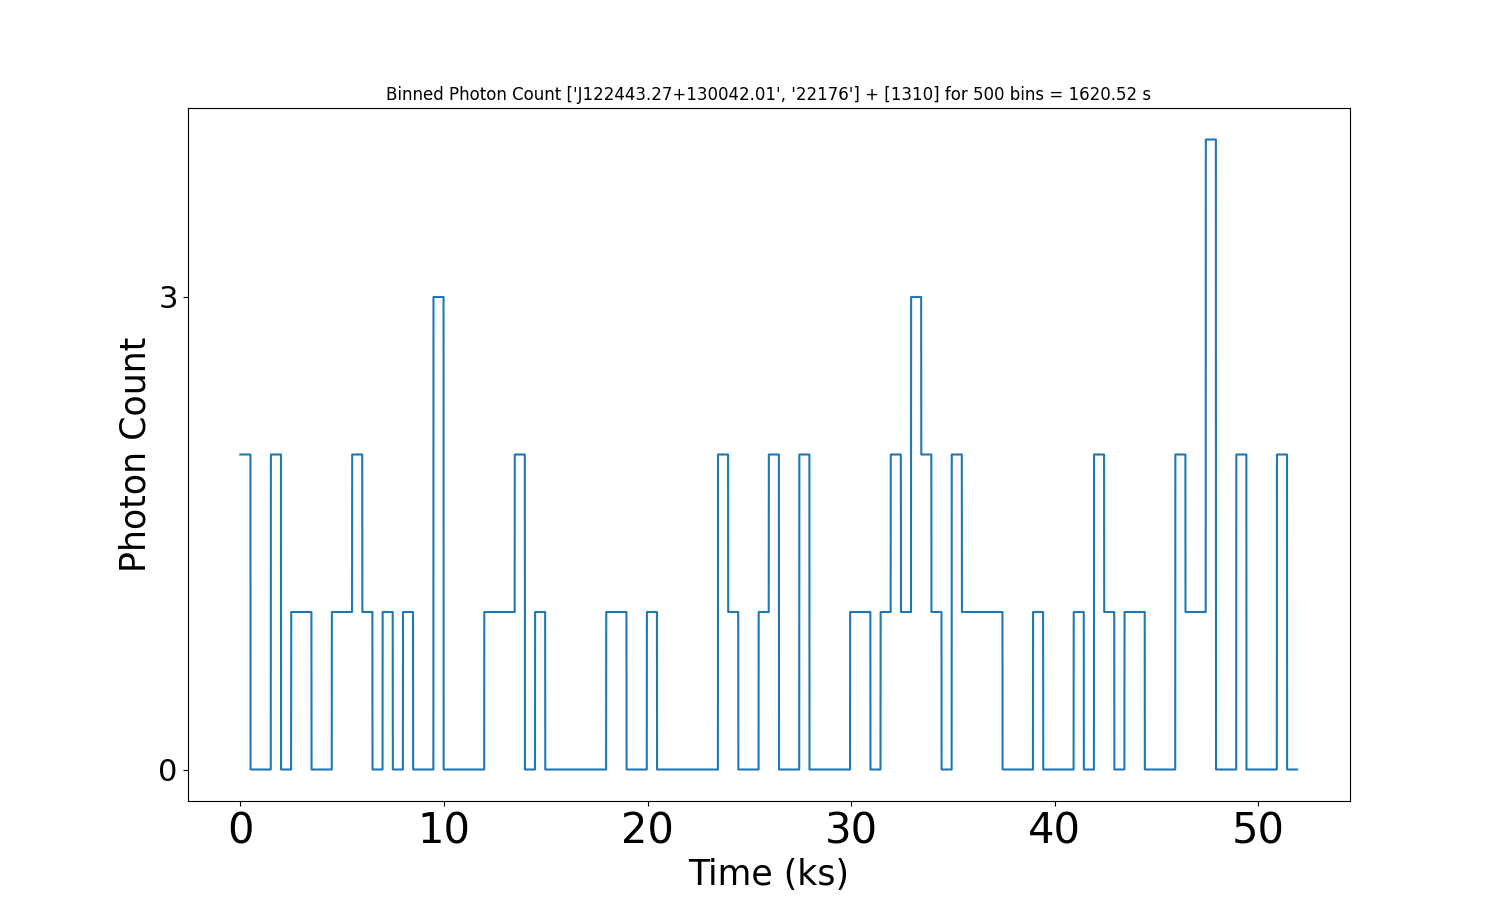 Binned Photon Count ['J122443.27+130042.01', '22176'] + [1310] for 500 bins = 1620.52 s
3
0
Photon Count
0 10 20 30 40 50
Time (ks)